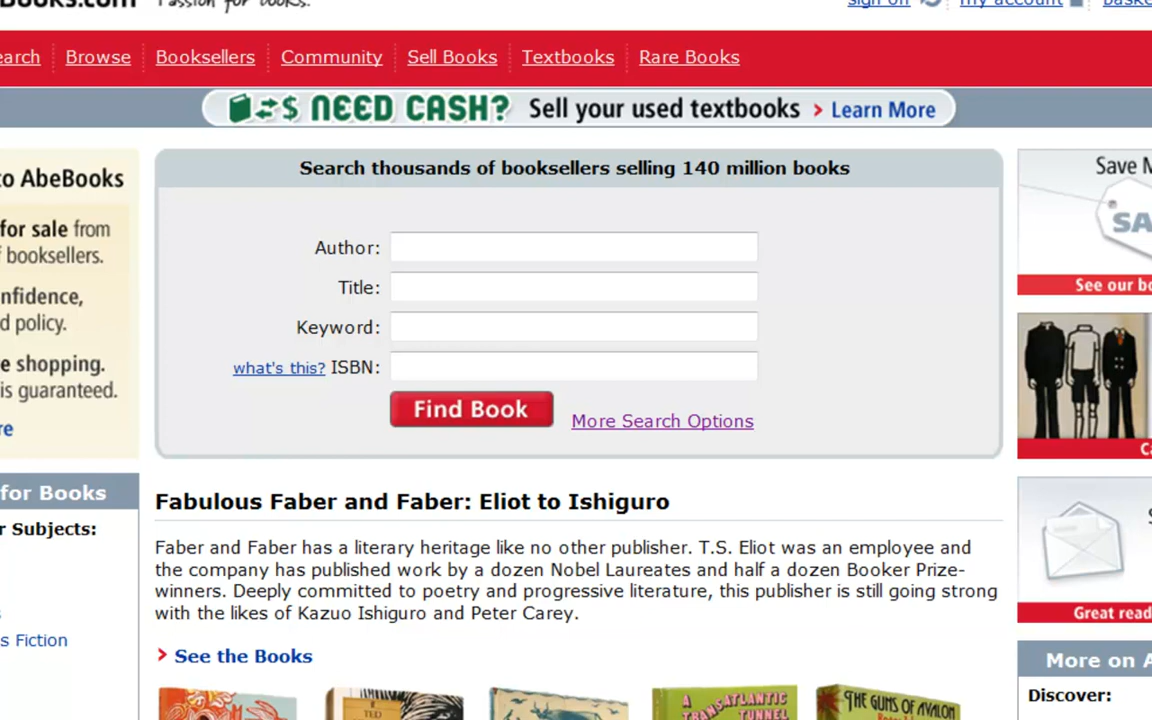 Passion for books.
sign off my account
Browse Booksellers Community Sell Books Textbooks Rare Books
NEED CASH? Sell your used textbooks > Learn More
to AbeBooks
for sale from
booksellers.
policy.
shopping.
is guaranteed.
Search thousands of booksellers selling 140 million books
Author:
Title:
Keyword:
what's this? ISBN:
Find Book More Search Options
for Books
Subjects:
Fiction
Fabulous Faber and Faber: Eliot to Ishiguro
Faber and Faber has a literary heritage like no other publisher. T.S. Eliot was an employee and
the company has published work by a dozen Nobel Laureates and half a dozen Booker Prize-
winners. Deeply committed to poetry and progressive literature, this publisher is still going strong
with the likes of Kazuo Ishiguro and Peter Carey.
> See the Books
TED
A
TRANSATLANTIC
TUNNEL
THE GUNS OF AVALON
Save
See our
Great
More on
Discover: